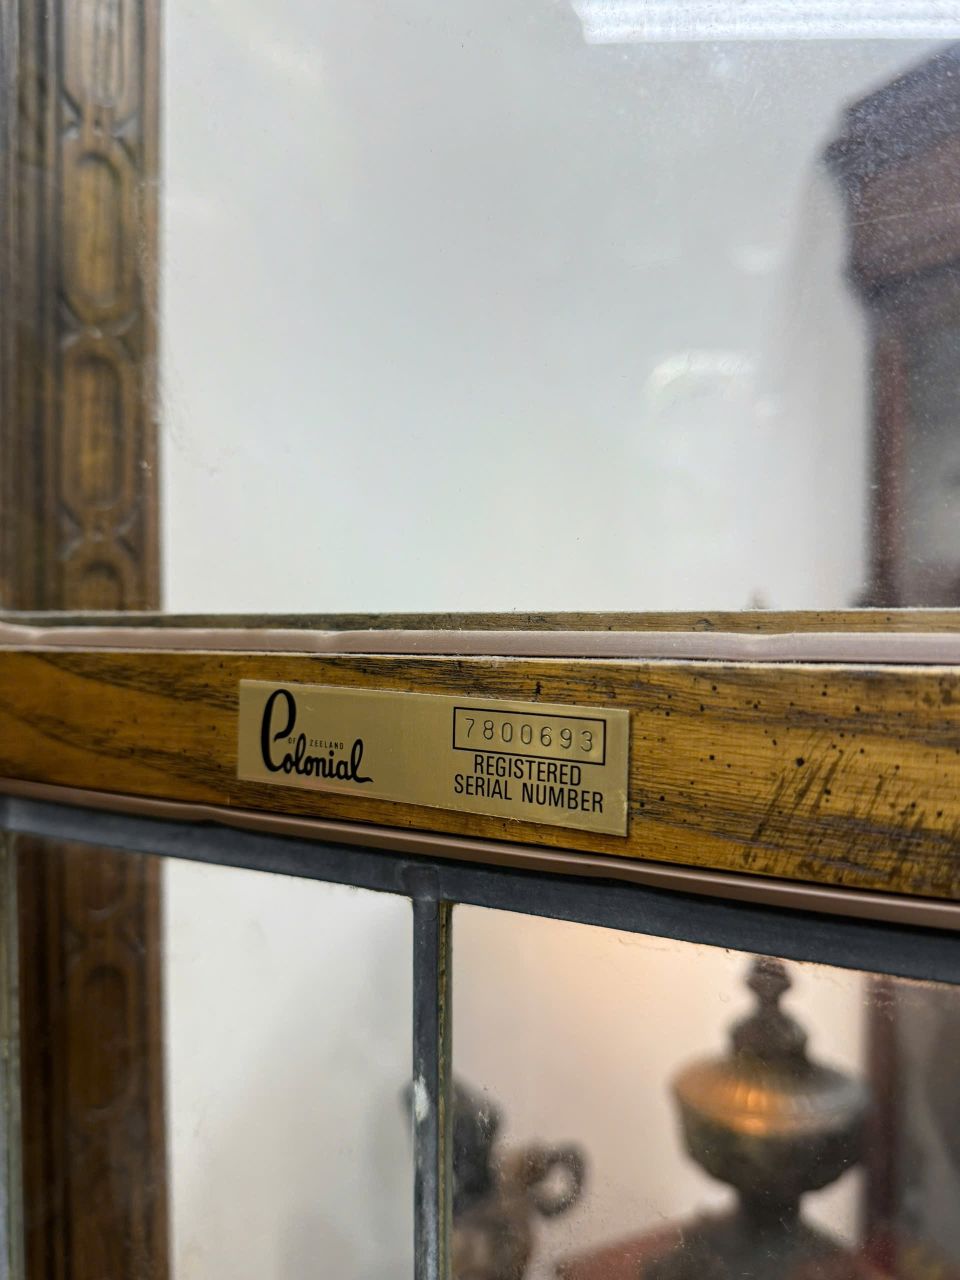 Colonial
OF ZEELAND
7800693
REGISTERED
SERIAL NUMBER